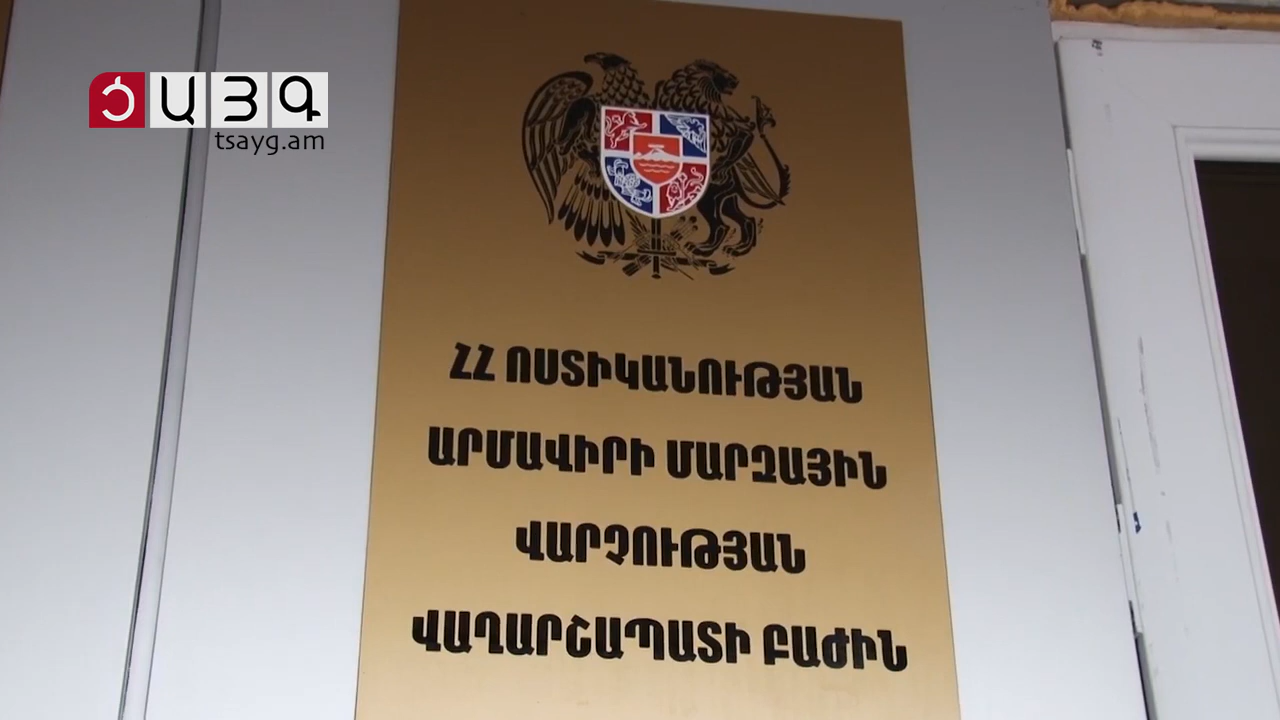 ԾԱՅԳ
tsayg.am
ՀՀ ՈՍՏԻԿԱՆՈՒԹՅԱՆ
ԱՐՄԱՎԻՐԻ ՄԱՐԶԱՅԻՆ
ՎԱՐՉՈՒԹՅԱՆ
ՎԱՂԱՐՇԱՊԱՏԻ ԲԱԺԻՆ